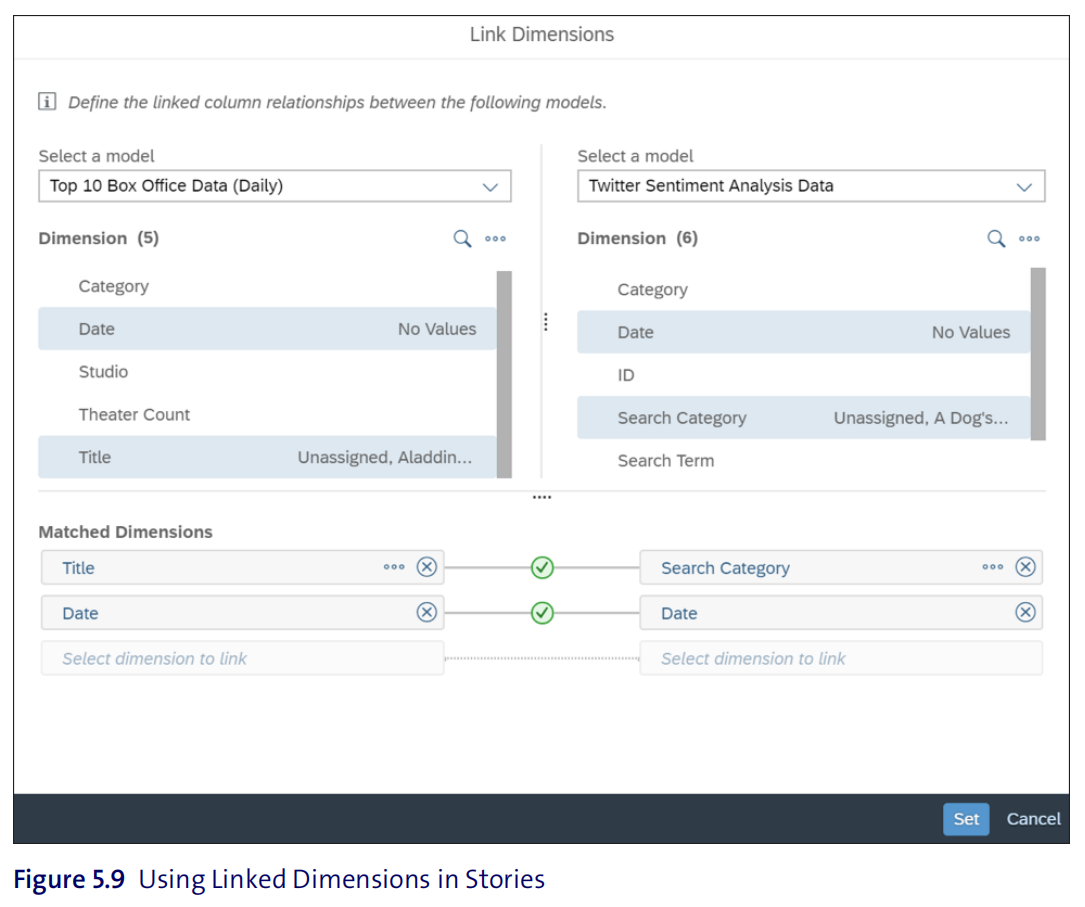 Link Dimensions
i Define the linked column relationships between the following models.
Select a model
Top 10 Box Office Data (Daily)
Dimension (5)
Category
Date No Values
Studio
Theater Count
Title Unassigned, Aladdin...
Select a model
Twitter Sentiment Analysis Data
Dimension (6)
Category
Date No Values
ID
Search Category Unassigned, A Dog's...
Search Term
Matched Dimensions
Title Search Category
Date Date
Select dimension to link Select dimension to link
Set Cancel
Figure 5.9 Using Linked Dimensions in Stories